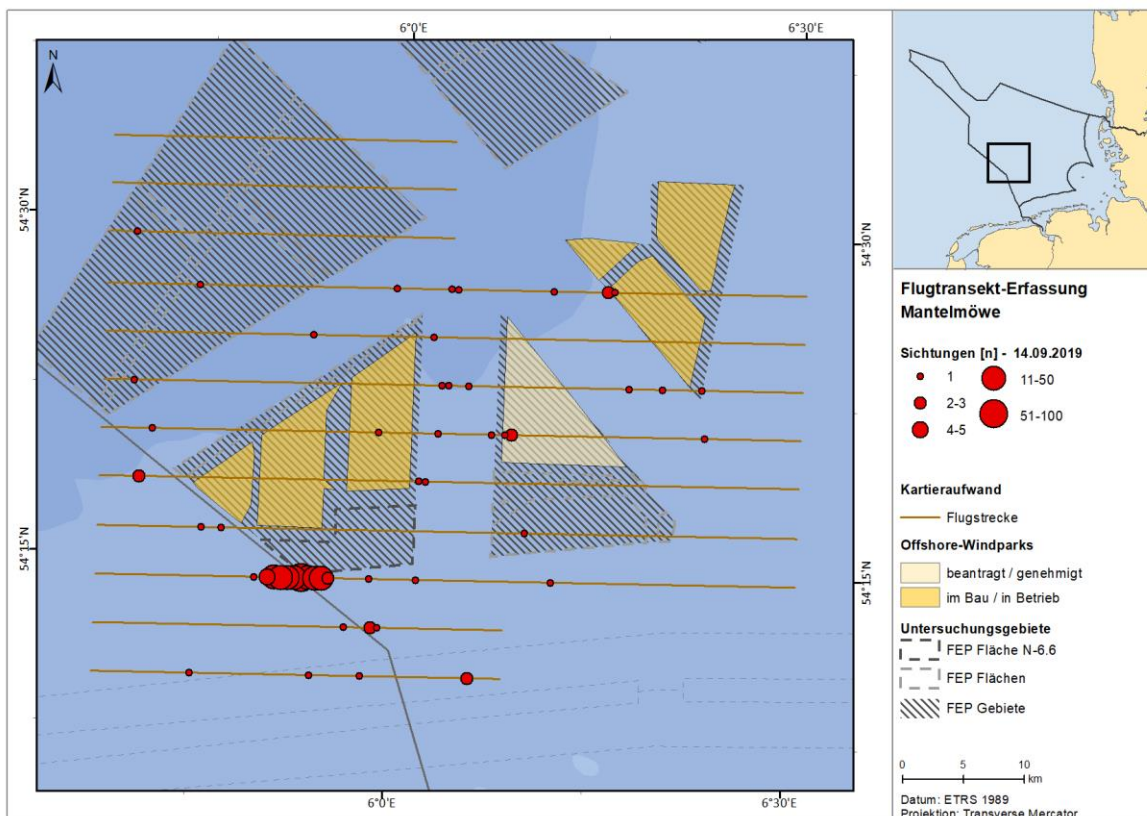 6°0'E
6°30'E
N
54°30'N
54°30'N
54°15'N
54°15'N
6°0'E
6°30'E
Flugtransekt-Erfassung
Mantelmöwe
Sichtungen [n] - 14.09.2019
1
11-50
2-3
51-100
4-5
Kartieraufwand
Flugstrecke
Offshore-Windparks
beantragt / genehmigt
im Bau / in Betrieb
Untersuchungsgebiete
FEP Fläche N-6.6
FEP Flächen
FEP Gebiete
0 5 10
km
Datum: ETRS 1989
Projektion: Transverse Mercator